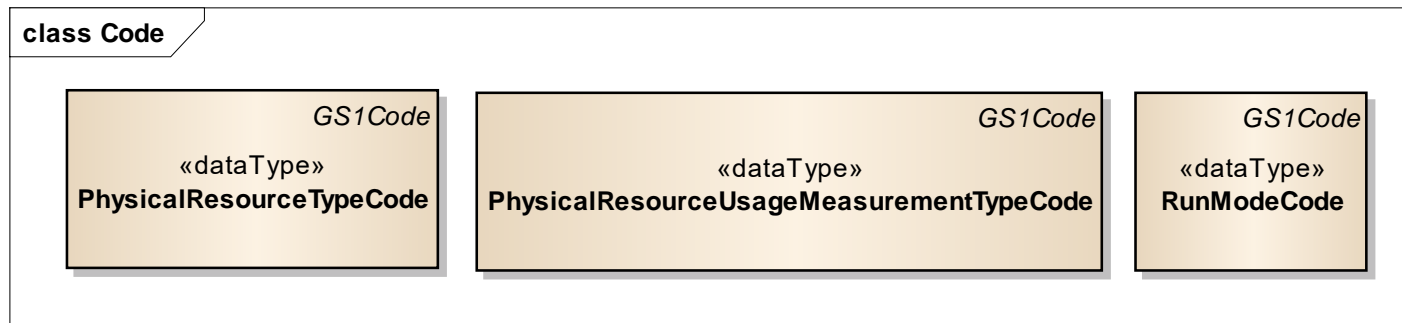 class Code
GS1Code
«dataType»
PhysicalResourceTypeCode
GS1Code
«dataType»
PhysicalResourceUsageMeasurementTypeCode
GS1Code
«dataType»
RunModeCode